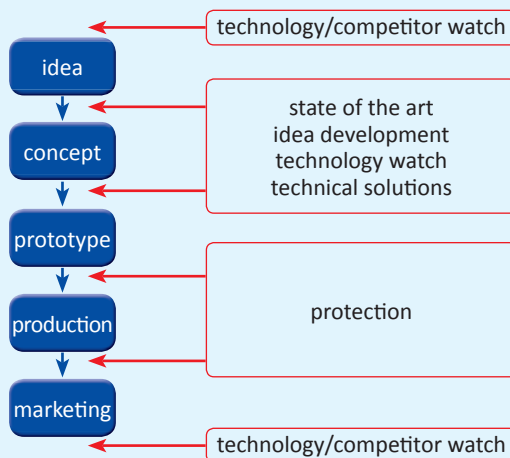 technology/competitor watch
idea
state of the art
idea development
technology watch
technical solutions
concept
prototype
protection
production
marketing
technology/competitor watch